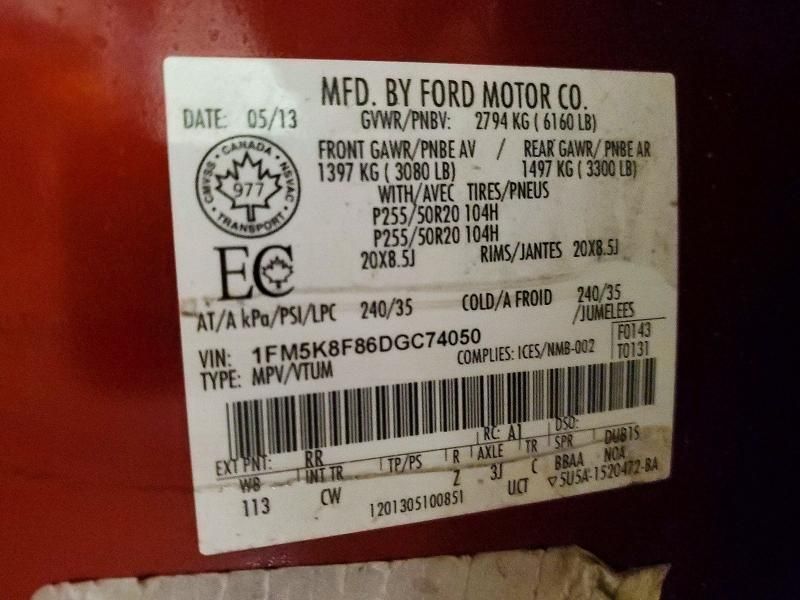 MFD. BY FORD MOTOR CO.
DATE: 05/13
GVWR/PNBV: 2794 KG ( 6160 LB)
FRONT GAWR/PNBE AV / REAR GAWR/ PNBE AR
1397 KG ( 3080 LB) 1497 KG ( 3300 LB)
WITH/AVEC TIRES/PNEUS
P255/50R20 104H
P255/50R20 104H
20X8.5J RIMS/JANTES 20X8.5J
CANADA
CMVSS NSVAC
977
TRANSPORT
EC
AT/A kPa/PSI/LPC 240/35 COLD/A FROID 240/35
/JUMELEES
VIN: 1FM5K8F86DGC74050
COMPLIES: ICES/NMB-002
F0143
T0131
TYPE: MPV/VTUM
RC: A1 DSO:
EXT PNT: RR
WB INT TR TP/PS R AXLE TR SPR DUB15
113 CW Z 3J C BBAA NOA
1201305100851 UCT ▽5U5A-1520472-BA